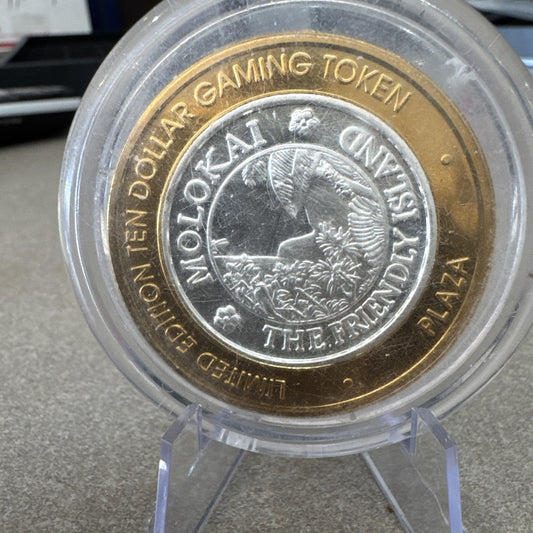 LIMITED EDITION TEN DOLLAR GAMING TOKEN
PLAZA
MOLOKAI
THE FRIENDLY ISLAND